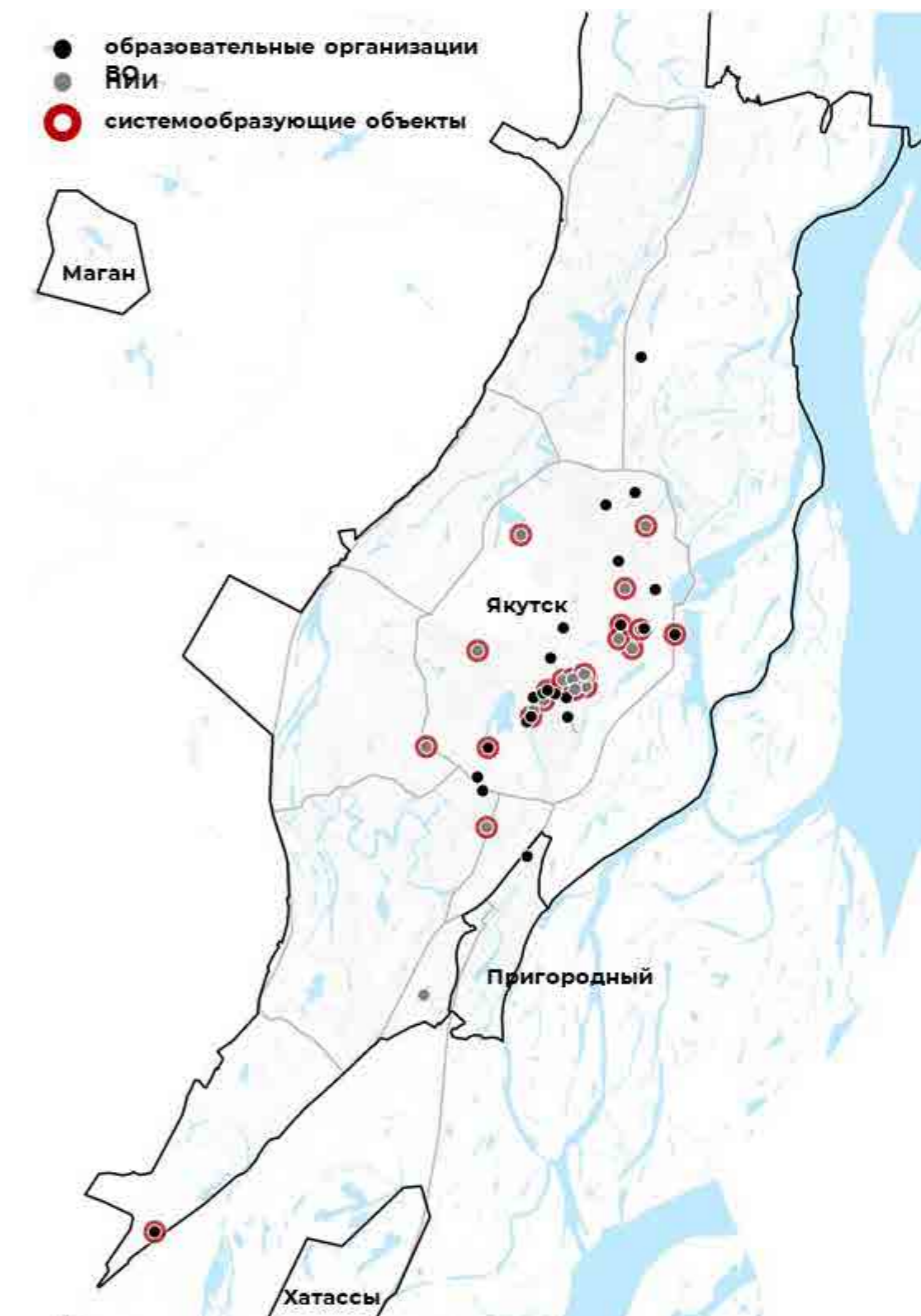 образовательные организации
ВО
НИИ
системообразующие объекты
Маган
Якутск
Пригородный
Хатассы